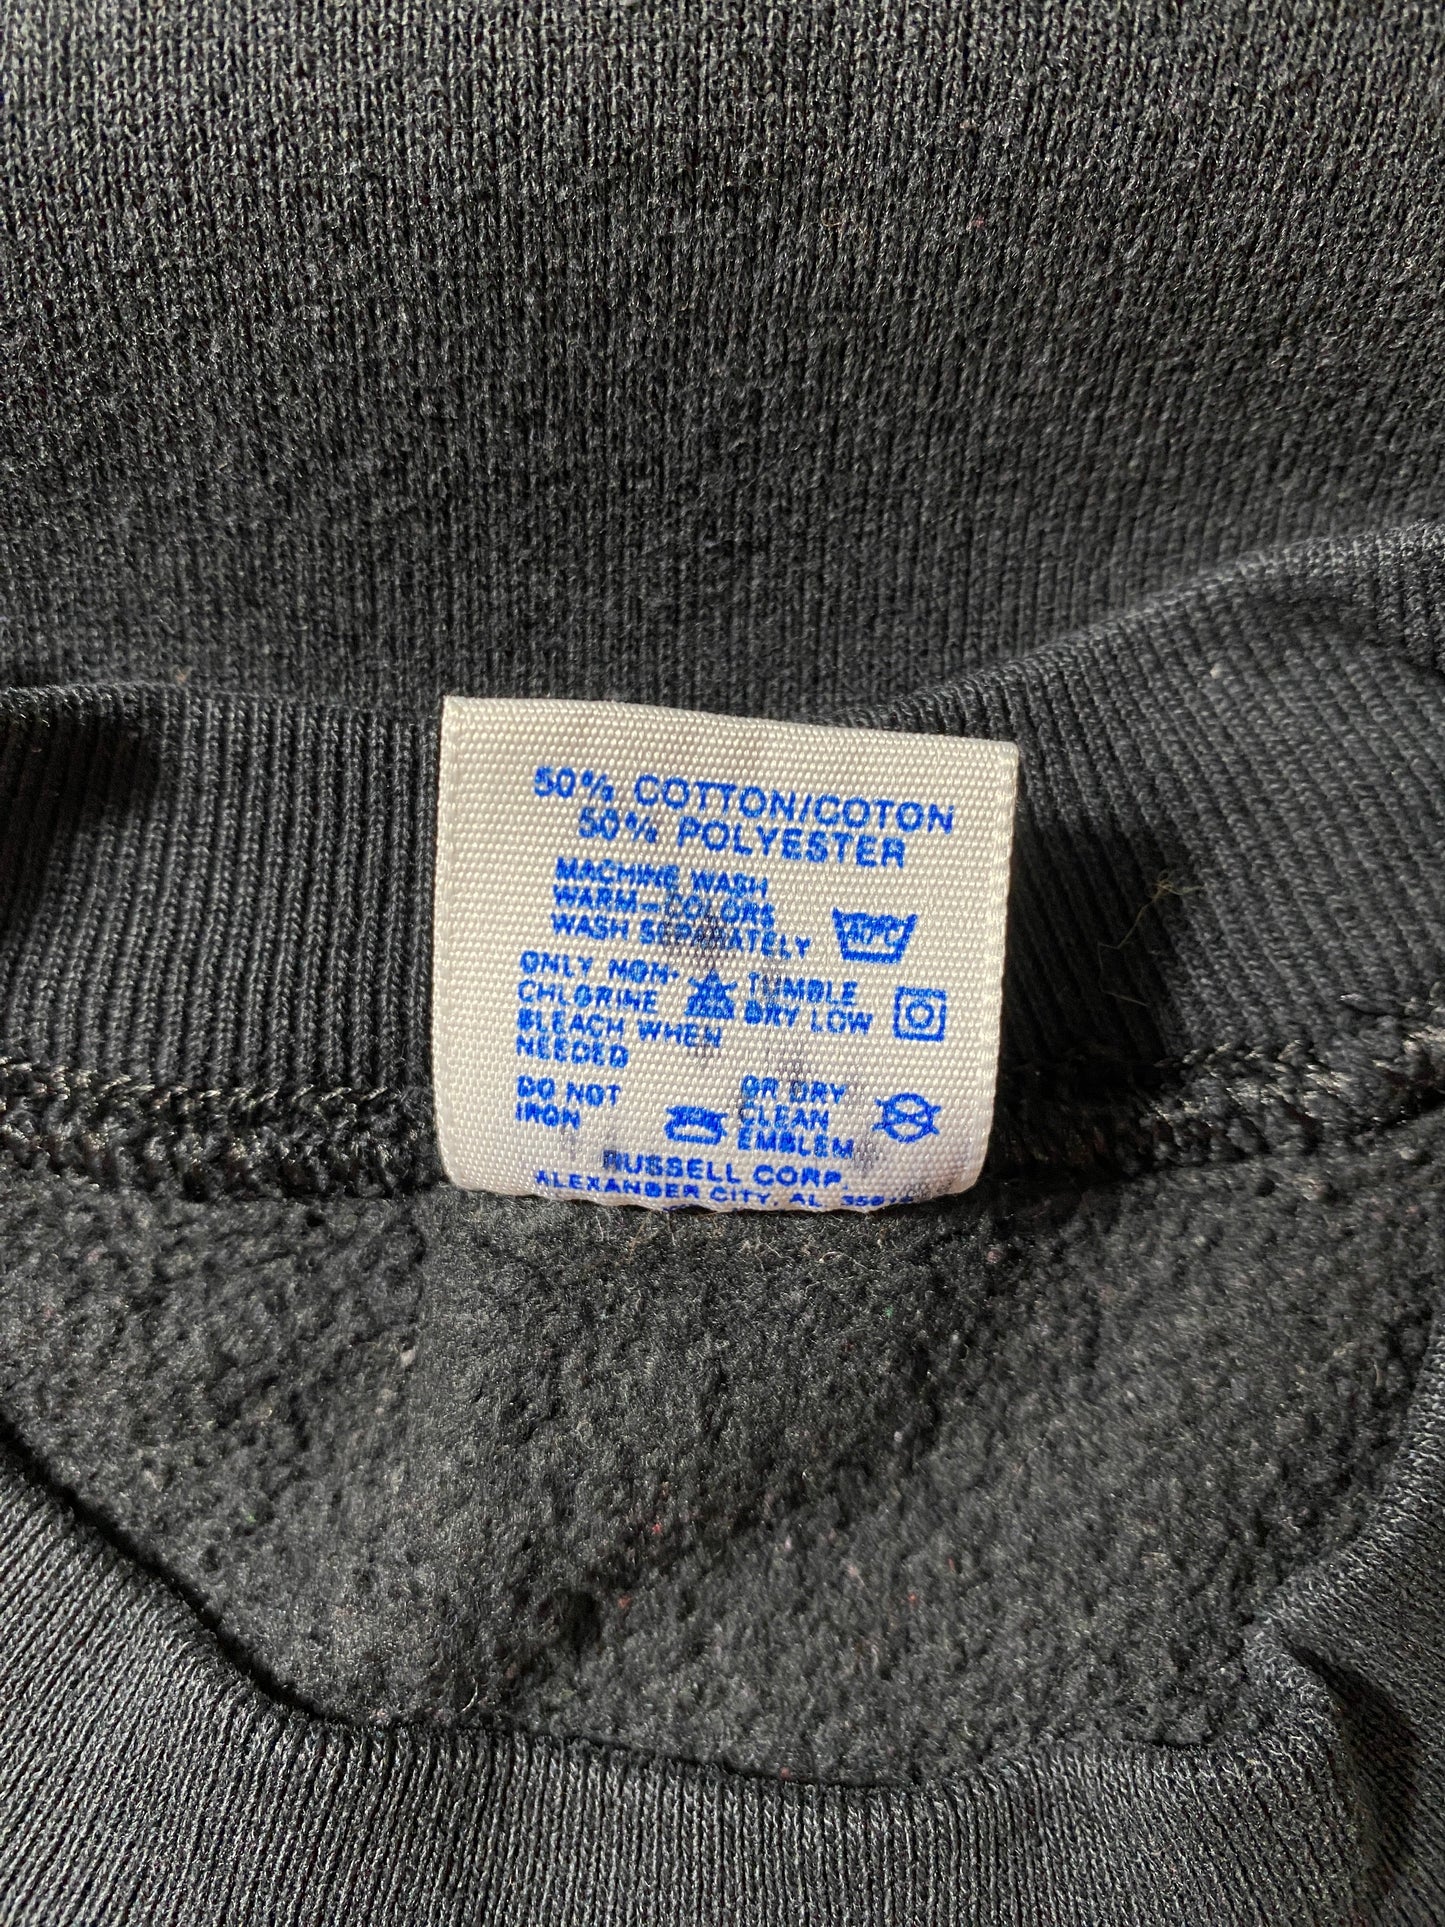 50% COTTON/COTON
50% POLYESTER
MACHINE WASH
WARM-COLORS
WASH SEPARATELY
40°C
ONLY NON-
CHLORINE
BLEACH WHEN
NEEDED
TUMBLE
DRY LOW
DO NOT
IRON
OR DRY
CLEAN
EMBLEM
RUSSELL CORP.
ALEXANDER CITY, AL.